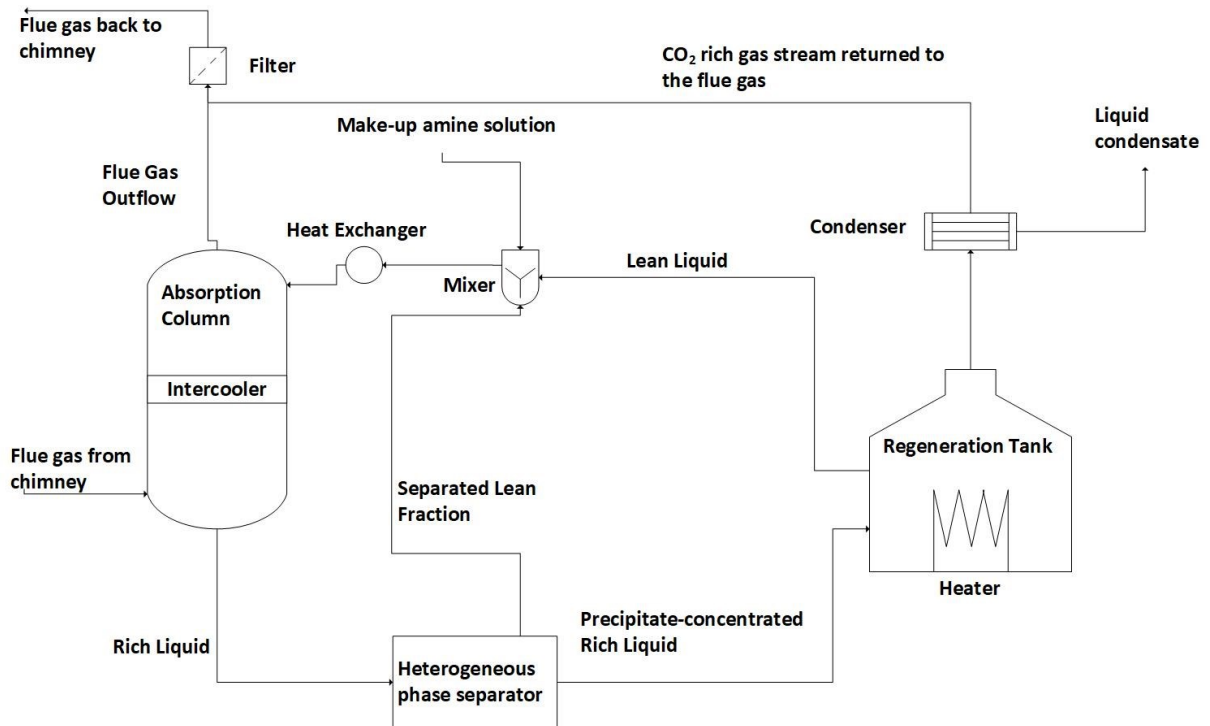 Flue gas back to
chimney
Filter
CO₂ rich gas stream returned to
the flue gas
Make-up amine solution
Liquid
condensate
Flue Gas
Outflow
Heat Exchanger
Condenser
Lean Liquid
Mixer
Absorption
Column
Intercooler
Regeneration Tank
Flue gas from
chimney
Separated Lean
Fraction
Heater
Precipitate-concentrated
Rich Liquid
Rich Liquid
Heterogeneous
phase separator